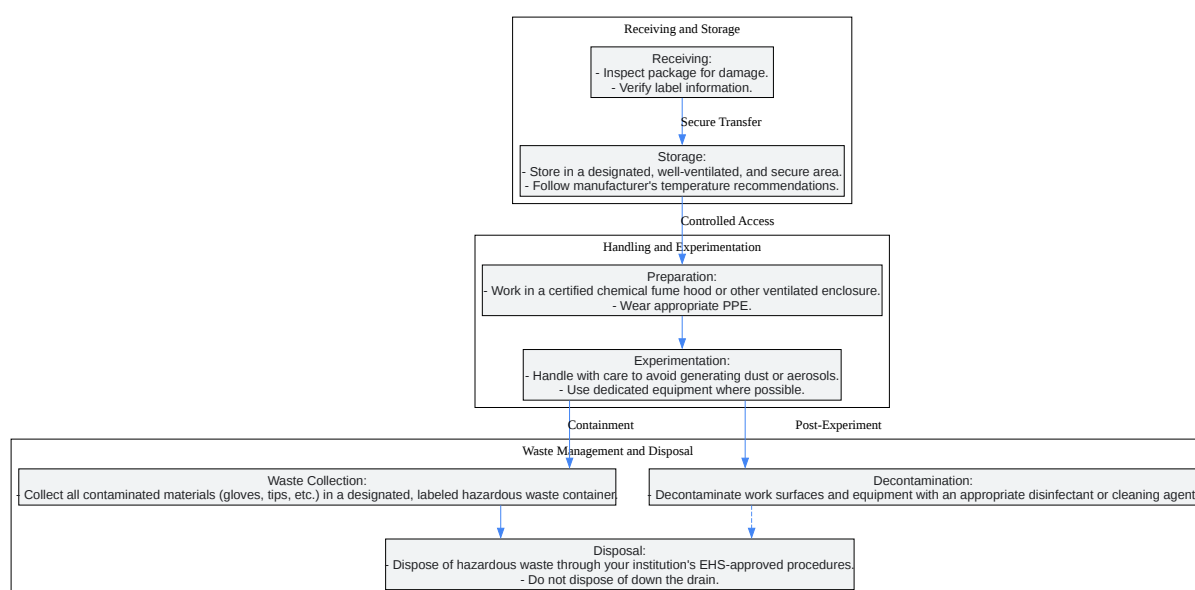 Receiving and Storage
Receiving:
- Inspect package for damage.
- Verify label information.
Secure Transfer
Storage:
- Store in a designated, well-ventilated, and secure area.
- Follow manufacturer's temperature recommendations.
Controlled Access
Handling and Experimentation
Preparation:
- Work in a certified chemical fume hood or other ventilated enclosure.
- Wear appropriate PPE.
Experimentation:
- Handle with care to avoid generating dust or aerosols.
- Use dedicated equipment where possible.
Containment
Post-Experiment
Waste Management and Disposal
Waste Collection:
- Collect all contaminated materials (gloves, tips, etc.) in a designated, labeled hazardous waste container.
Decontamination:
- Decontaminate work surfaces and equipment with an appropriate disinfectant or cleaning agent
Disposal:
- Dispose of hazardous waste through your institution's EHS-approved procedures.
- Do not dispose of down the drain.